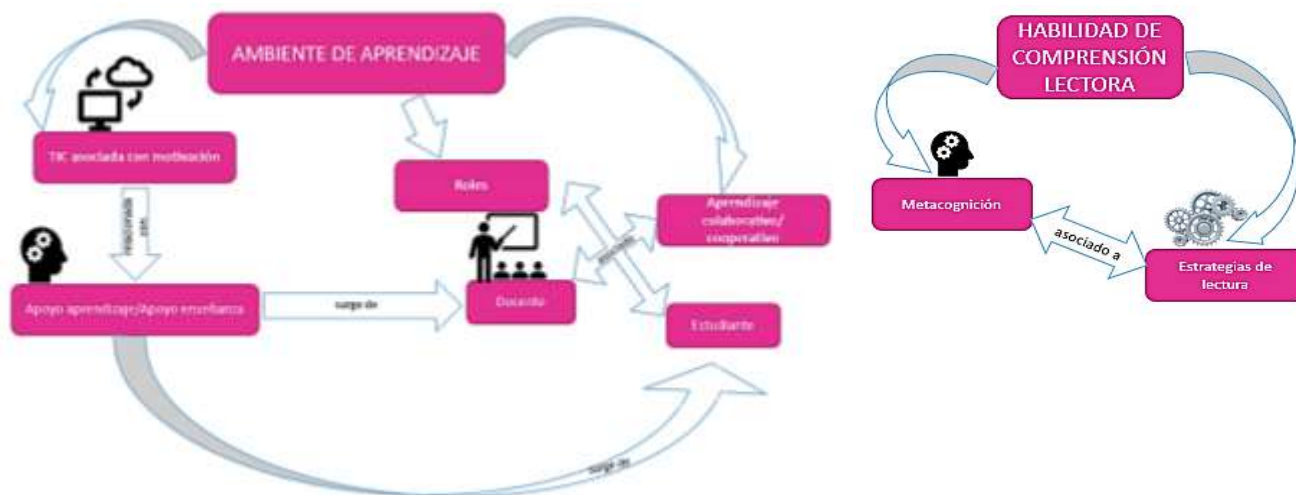 AMBIENTE DE APRENDIZAJE
TIC asociada con motivación
Roles
Aprendizaje
colaborativo/
cooperativo
Apoyo aprendizaje/Apoyo enseñanza
surge de
Docente
Estudiante
surge de
HABILIDAD DE
COMPRENSIÓN
LECTORA
Metacognición
asociado a
Estrategias de
lectura